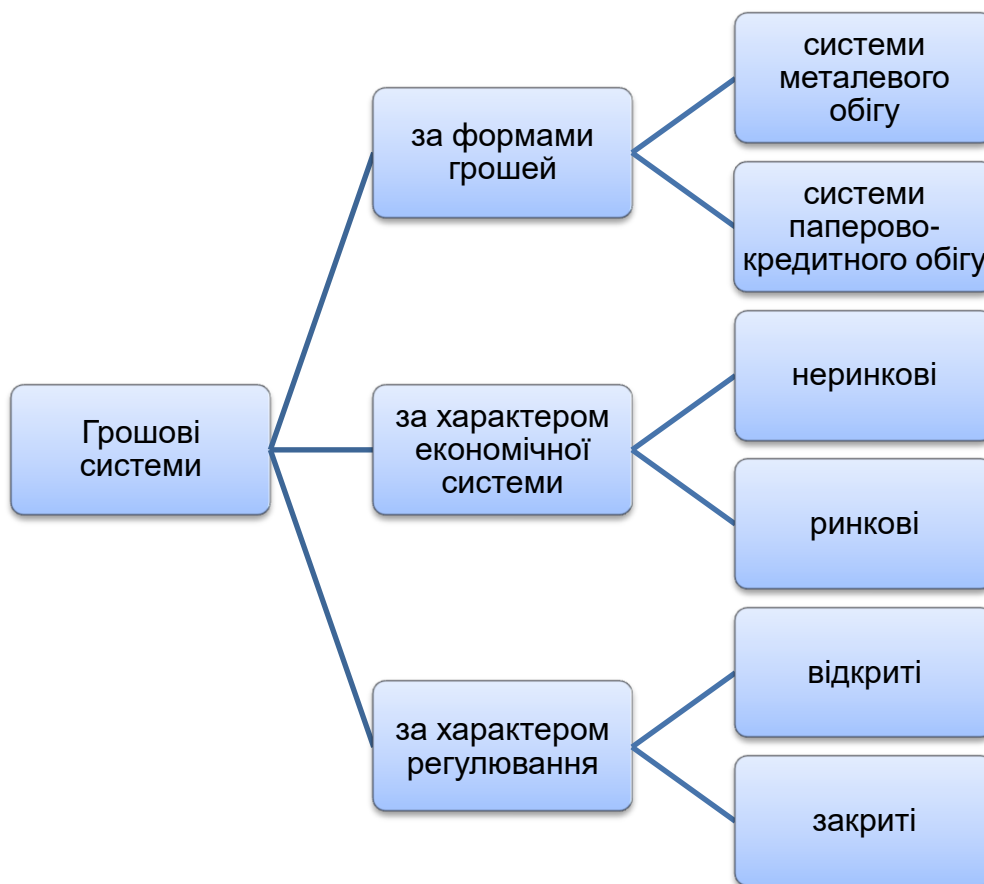 системи
металевого
обігу
за формами
грошей
системи
паперово-
кредитного обігу
неринкові
Грошові
системи
за характером
економічної
системи
ринкові
відкриті
за характером
регулювання
закриті